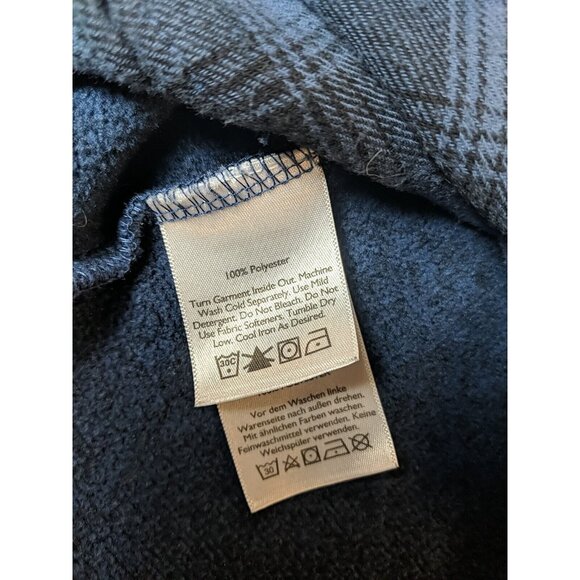 100% Polyester
Turn Garment Inside Out. Machine
Wash Cold Separately. Use Mild
Detergent. Do Not Bleach. Do Not
Use Fabric Softeners. Tumble Dry
Low. Cool Iron As Desired.
30C
Vor dem Waschen linke
Warenseite nach außen drehen.
Mit ähnlichen Farben waschen.
Feinwaschmittel verwenden. Keine
Weichspüler verwenden.
30